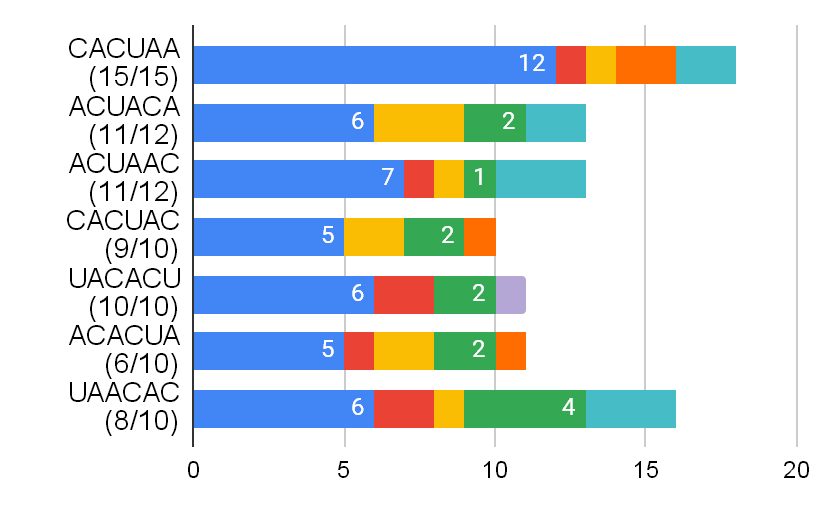 CACUAA
(15/15)
12
ACUACA
(11/12)
6 2
ACUAAC
(11/12)
7 1
CACUAC
(9/10)
5 2
UACACU
(10/10)
6 2
ACACUA
(6/10)
5 2
UAACAC
(8/10)
6 4
0 5 10 15 20